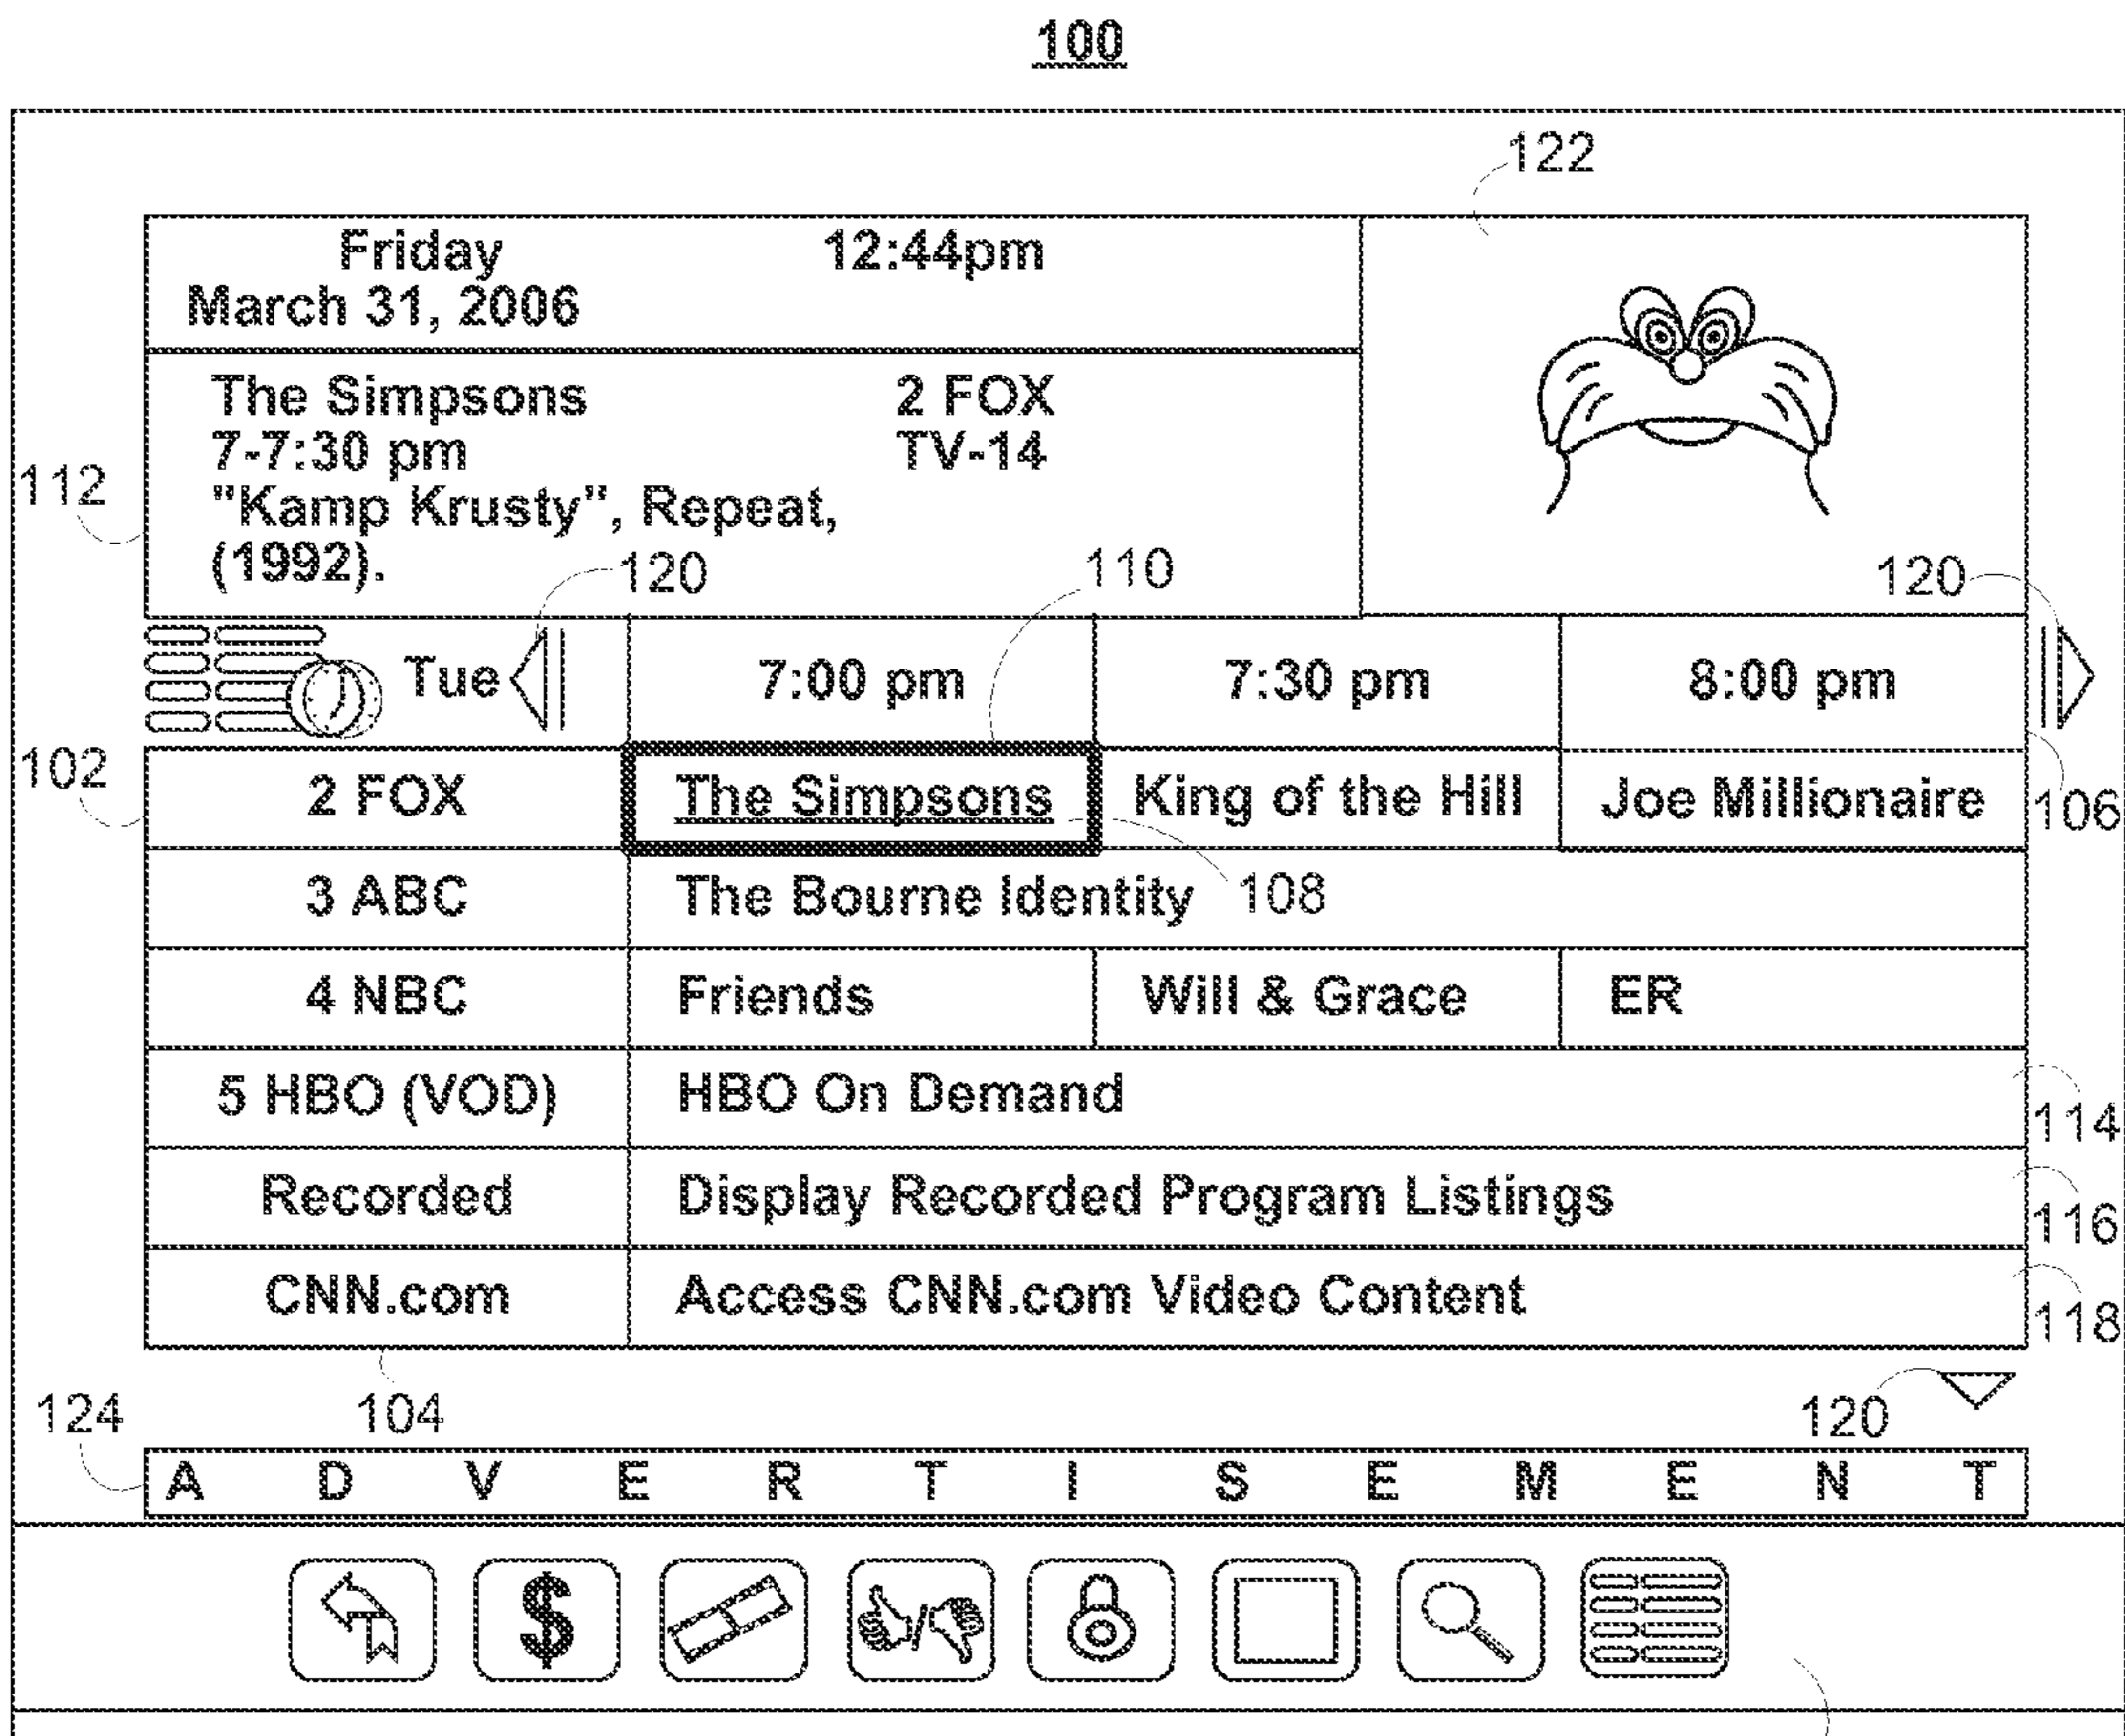 100
122
Friday 12:44pm
March 31, 2006
The Simpsons 2 FOX
7-7:30 pm TV-14
112
"Kamp Krusty", Repeat,
(1992).
120 110 120
Tue 7:00 pm 7:30 pm 8:00 pm
102
2 FOX The Simpsons King of the Hill Joe Millionaire 106
3 ABC The Bourne Identity 108
4 NBC Friends Will & Grace ER
5 HBO (VOD) HBO On Demand 114
Recorded Display Recorded Program Listings 116
CNN.com Access CNN.com Video Content 118
124 104 120
A D V E R T I S E M E N T
$